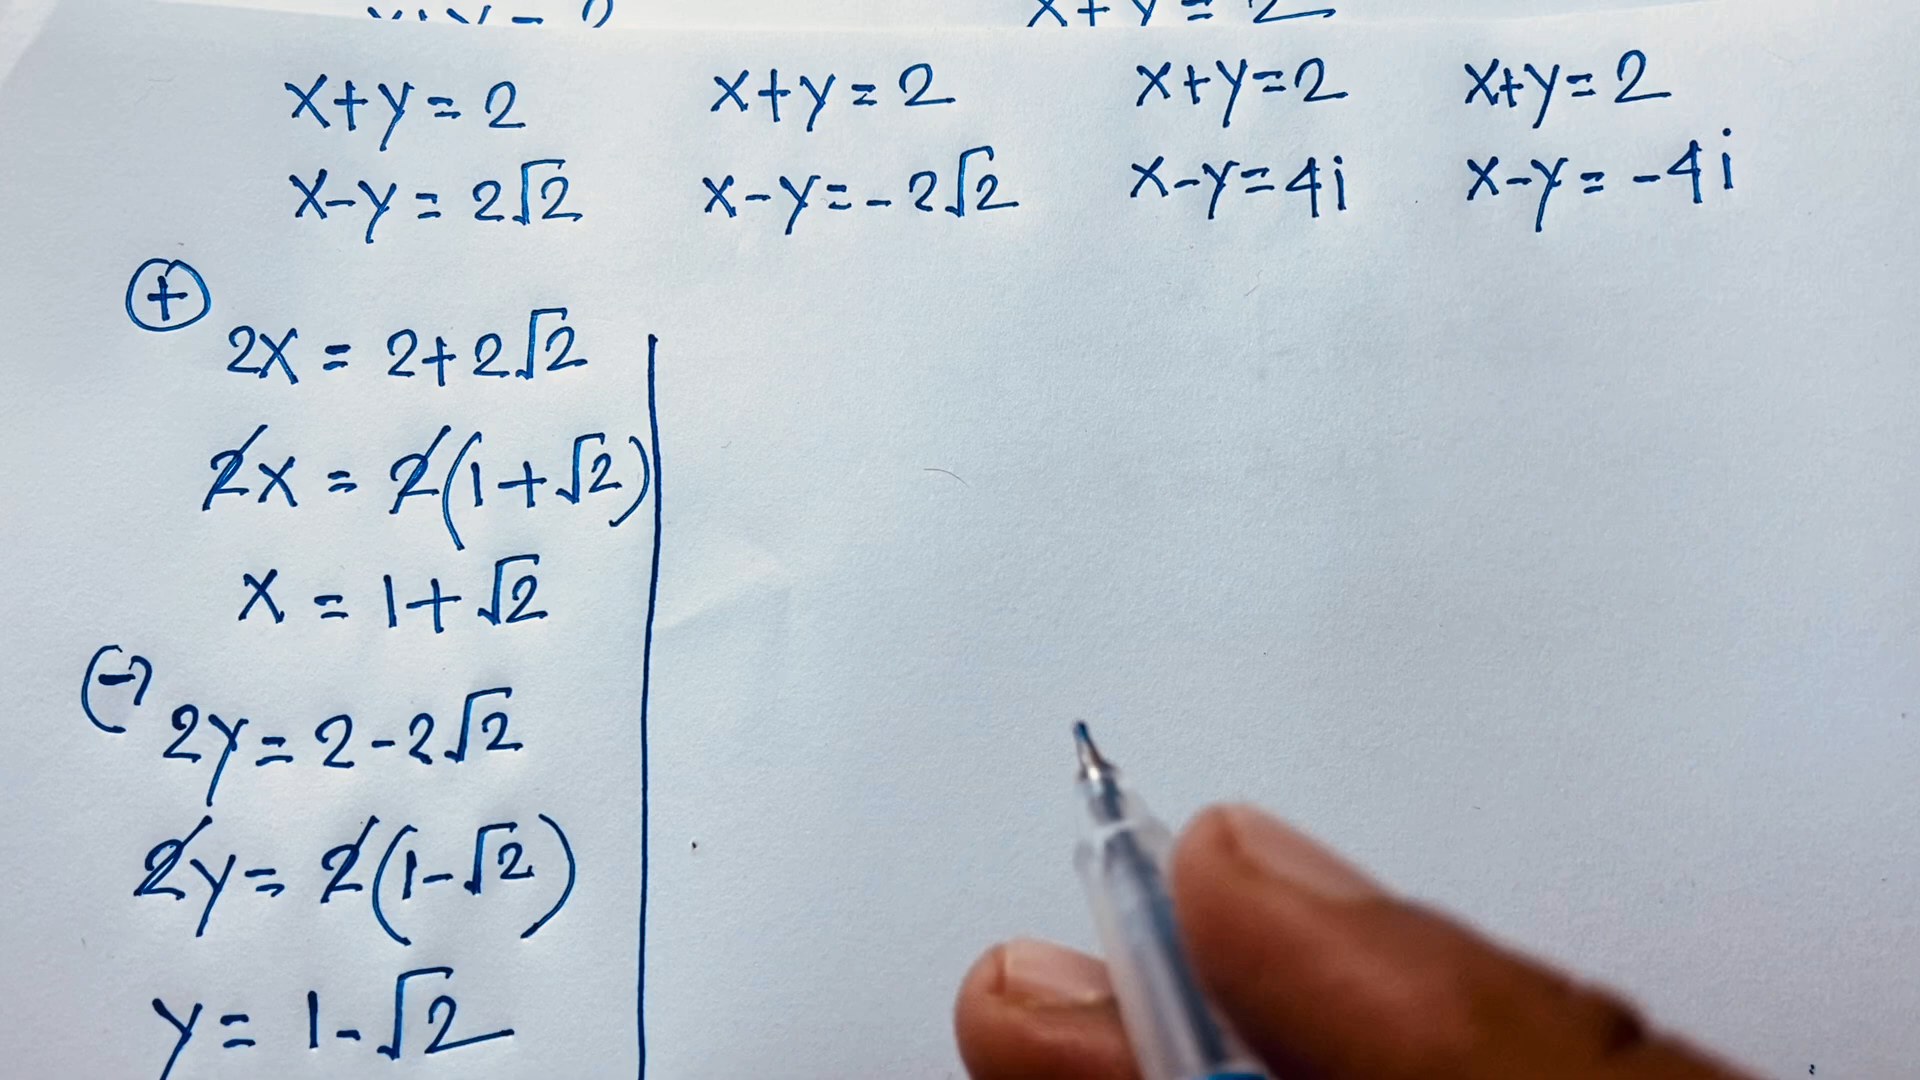 x+y=2
x+y=2 x+y=2 x+y=2 x+y=2
x-y=2√2 x-y=-2√2 x-y=4i x-y=-4i
(+)
2x=2+2√2
2x=2(1+√2)
x=1+√2
(-)
2y=2-2√2
2y=2(1-√2)
y=1-√2